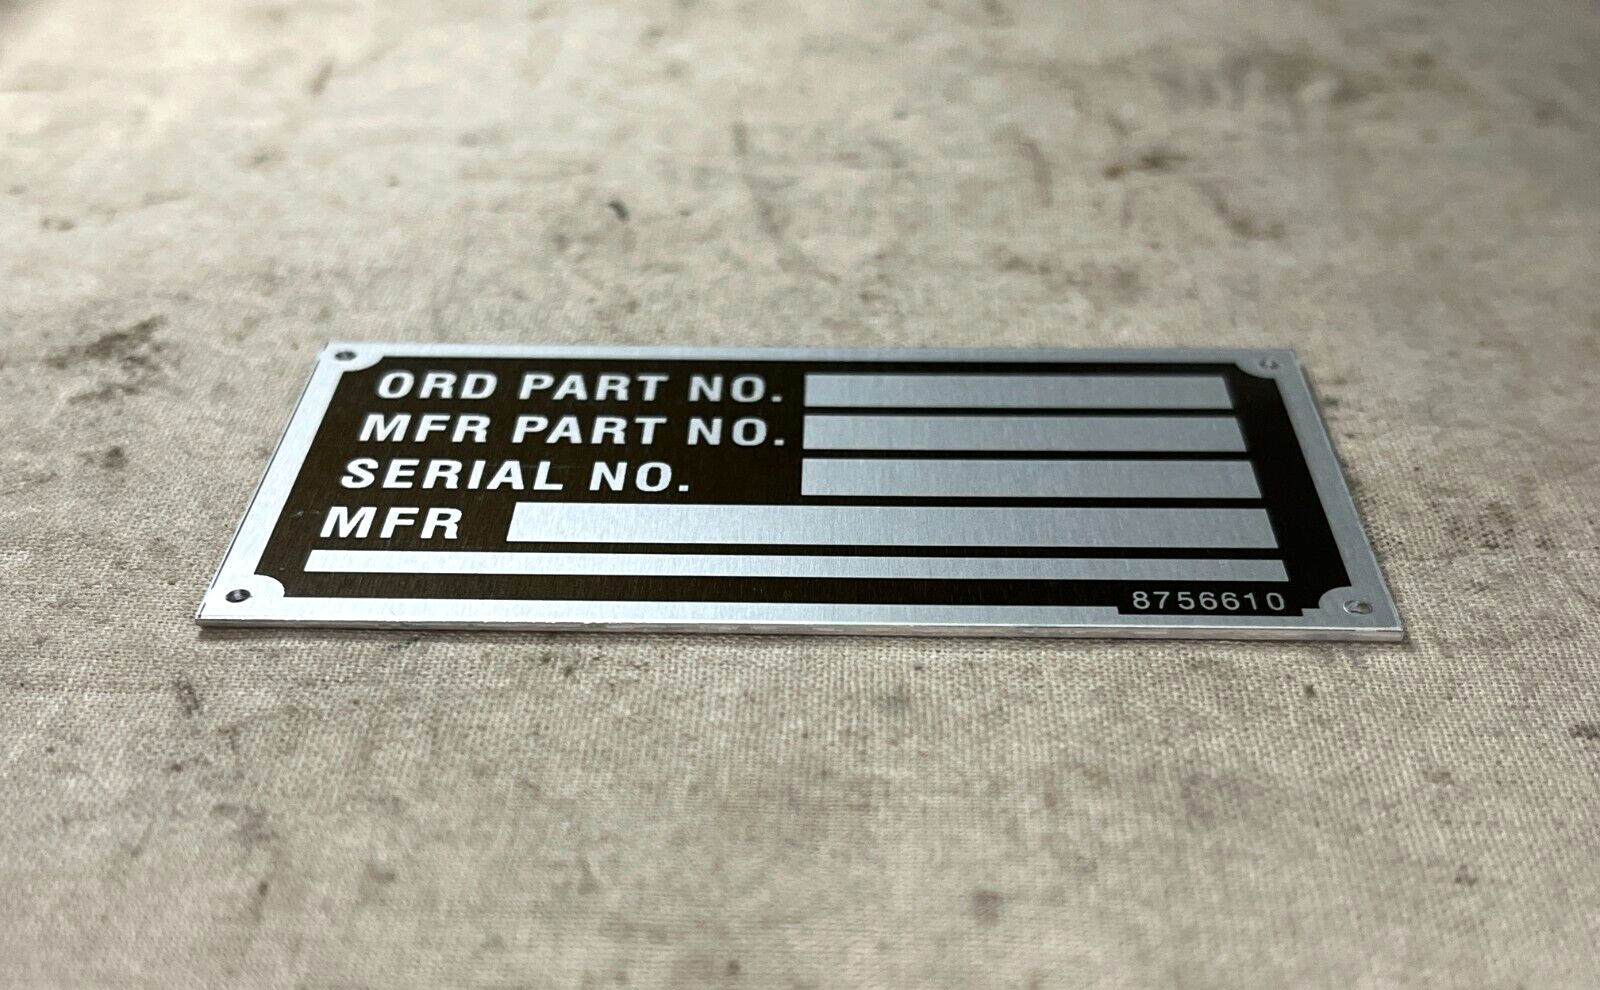 ORD PART NO.
MFR PART NO.
SERIAL NO.
MFR
8756610